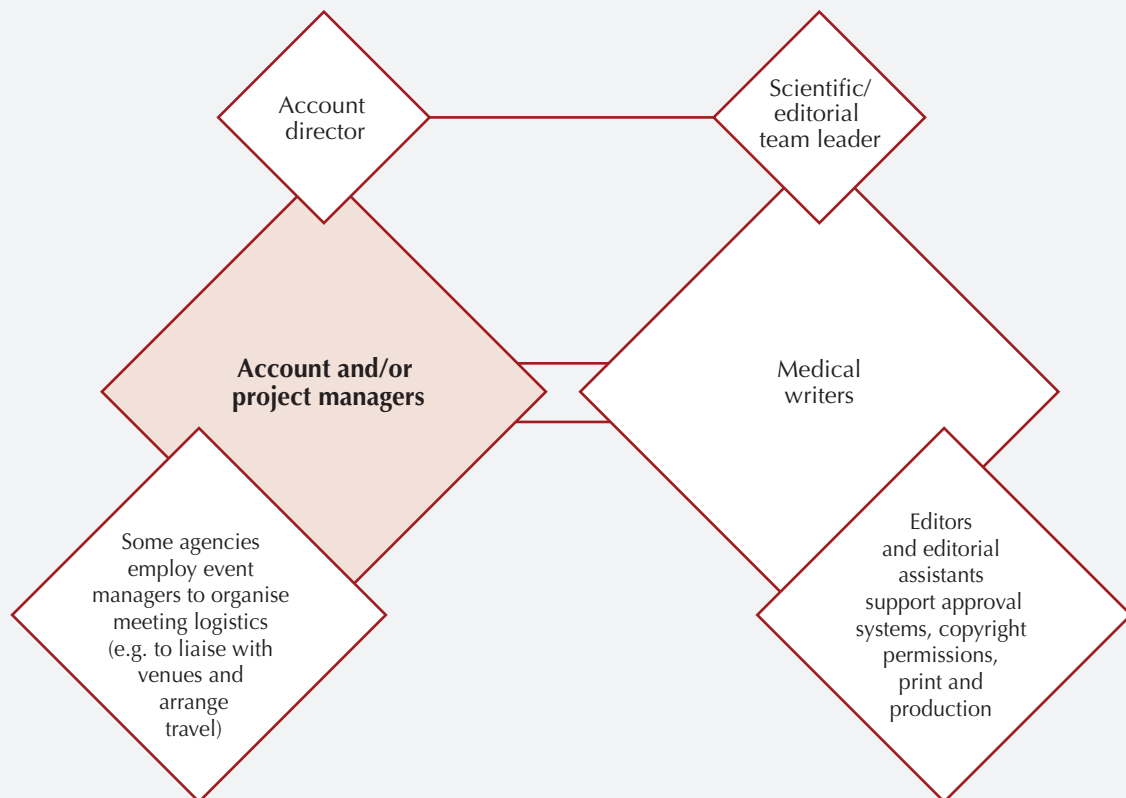 Account
director
Scientific/
editorial
team leader
Account and/or
project managers
Medical
writers
Some agencies
employ event
managers to organise
meeting logistics
(e.g. to liaise with
venues and
arrange
travel)
Editors
and editorial
assistants
support approval
systems, copyright
permissions,
print and
production